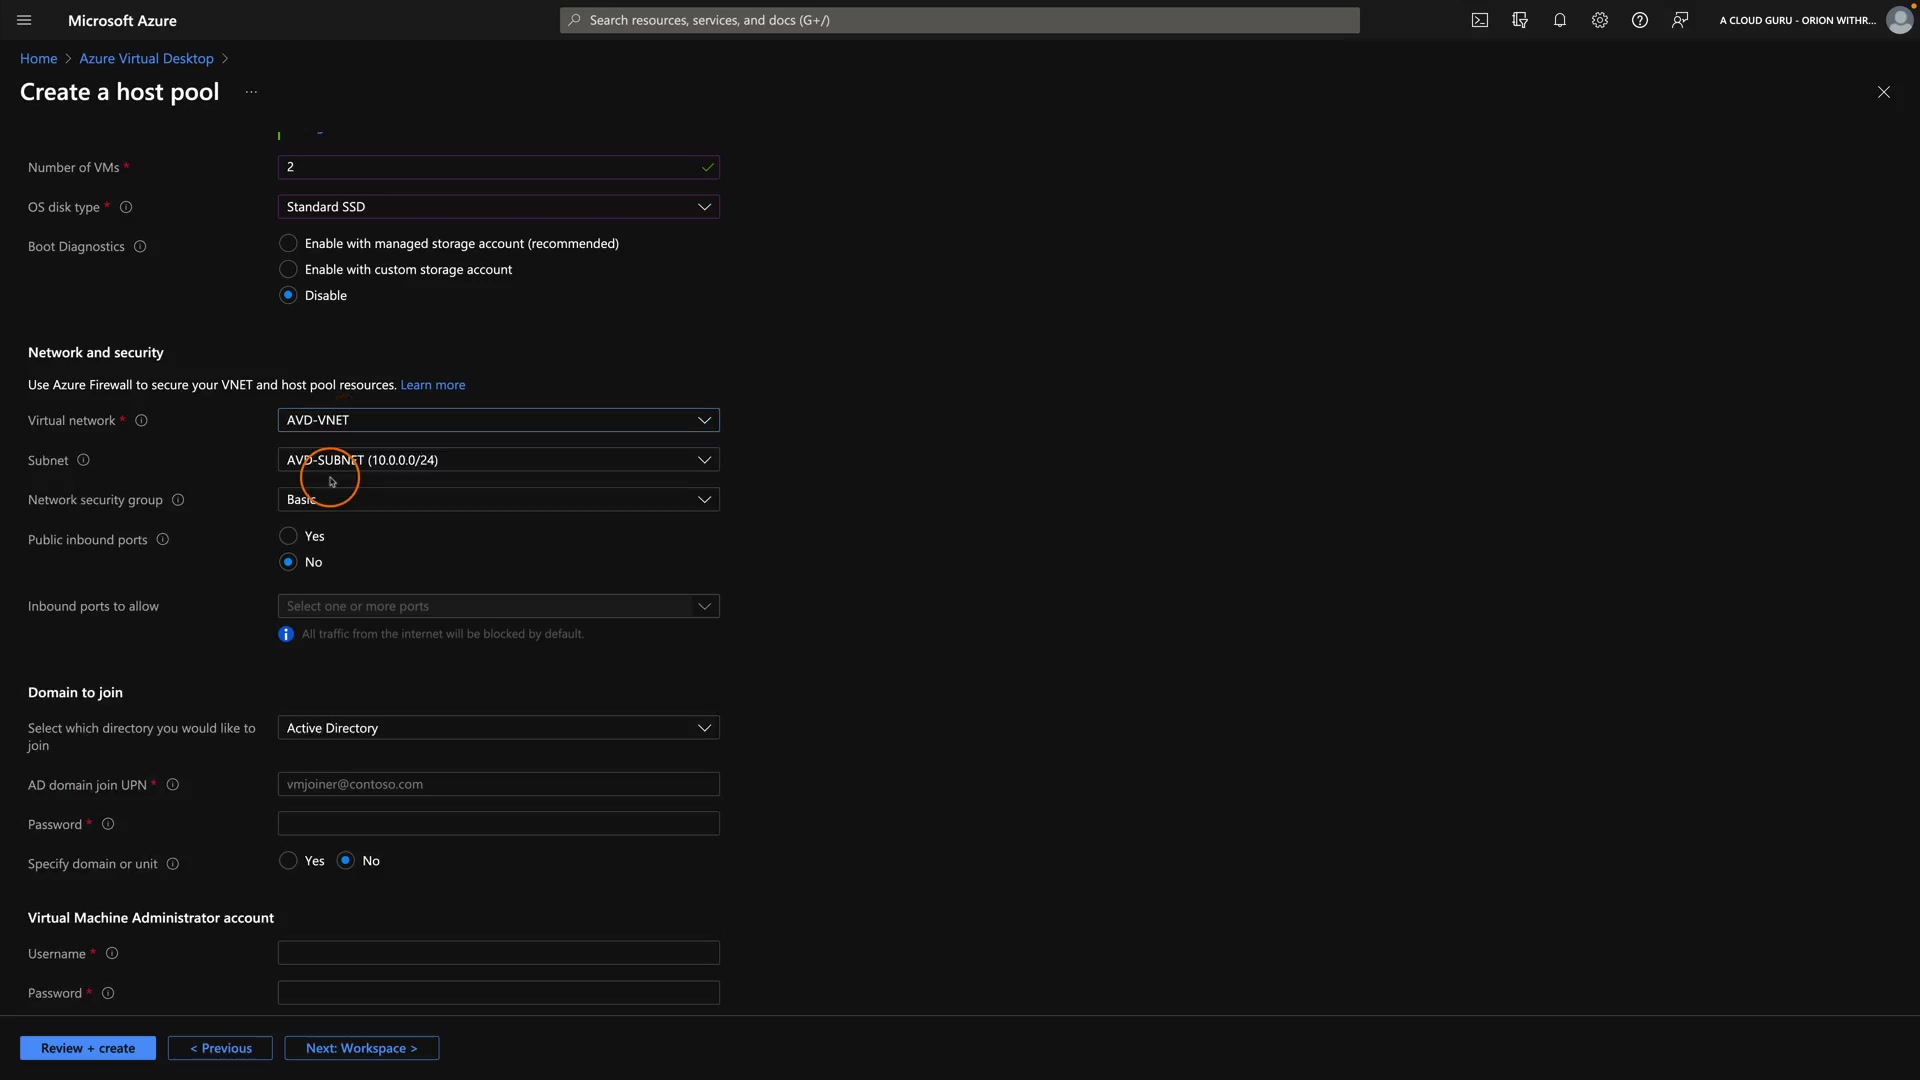 Microsoft Azure
Search resources, services, and docs (G+/)
A CLOUD GURU - ORION WITHR...
Home > Azure Virtual Desktop >
Create a host pool ...
Number of VMs * 2
OS disk type * Standard SSD
Boot Diagnostics
Enable with managed storage account (recommended)
Enable with custom storage account
Disable
Network and security
Use Azure Firewall to secure your VNET and host pool resources. Learn more
Virtual network * AVD-VNET
Subnet AVD-SUBNET (10.0.0.0/24)
Network security group Basic
Public inbound ports
Yes
No
Inbound ports to allow Select one or more ports
All traffic from the internet will be blocked by default.
Domain to join
Select which directory you would like to
join
Active Directory
AD domain join UPN * vmjoiner@contoso.com
Password *
Specify domain or unit Yes No
Virtual Machine Administrator account
Username *
Password *
Review + create < Previous Next: Workspace >